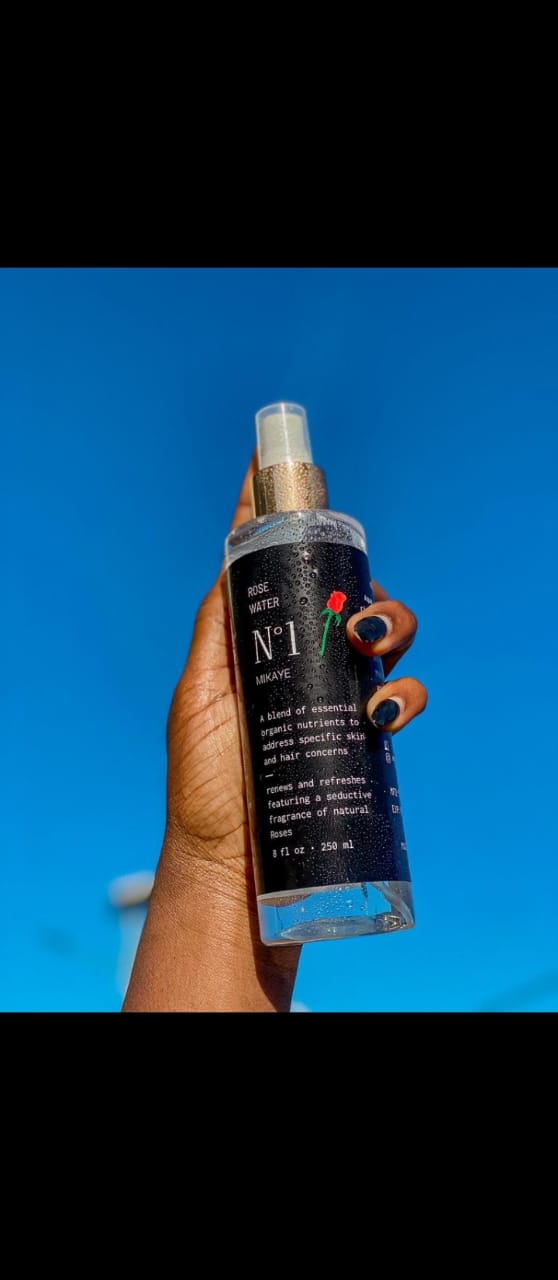 ROSE
WATER
Nº1
MIKAYE
A blend of essential
organic nutrients to
address specific skin
and hair concerns
—
renews and refreshes
featuring a seductive
fragrance of natural
Roses
8 fl oz · 250 ml